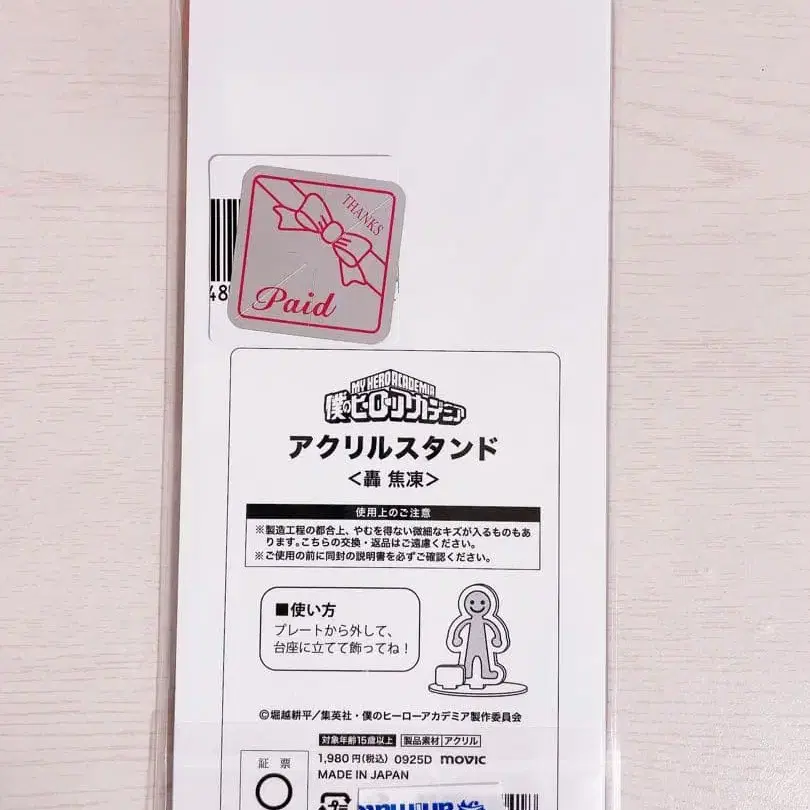 THANKS
Paid
MY HERO ACADEMIA
僕のヒーローアカデミア
アクリルスタンド
＜轟 焦凍＞
使用上のご注意
※製造工程の都合上、やむを得ない微細なキズが入るものもあ
ります。こちらの交換・返品はご遠慮ください。
※ご使用の前に同封の説明書を必ずご確認ください。
■使い方
プレートから外して、
台座に立てて飾ってね！
©堀越耕平／集英社・僕のヒーローアカデミア製作委員会
対象年齢15歳以上 製品素材 アクリル
証 票
1,980円(税込) 0925D movic
MADE IN JAPAN